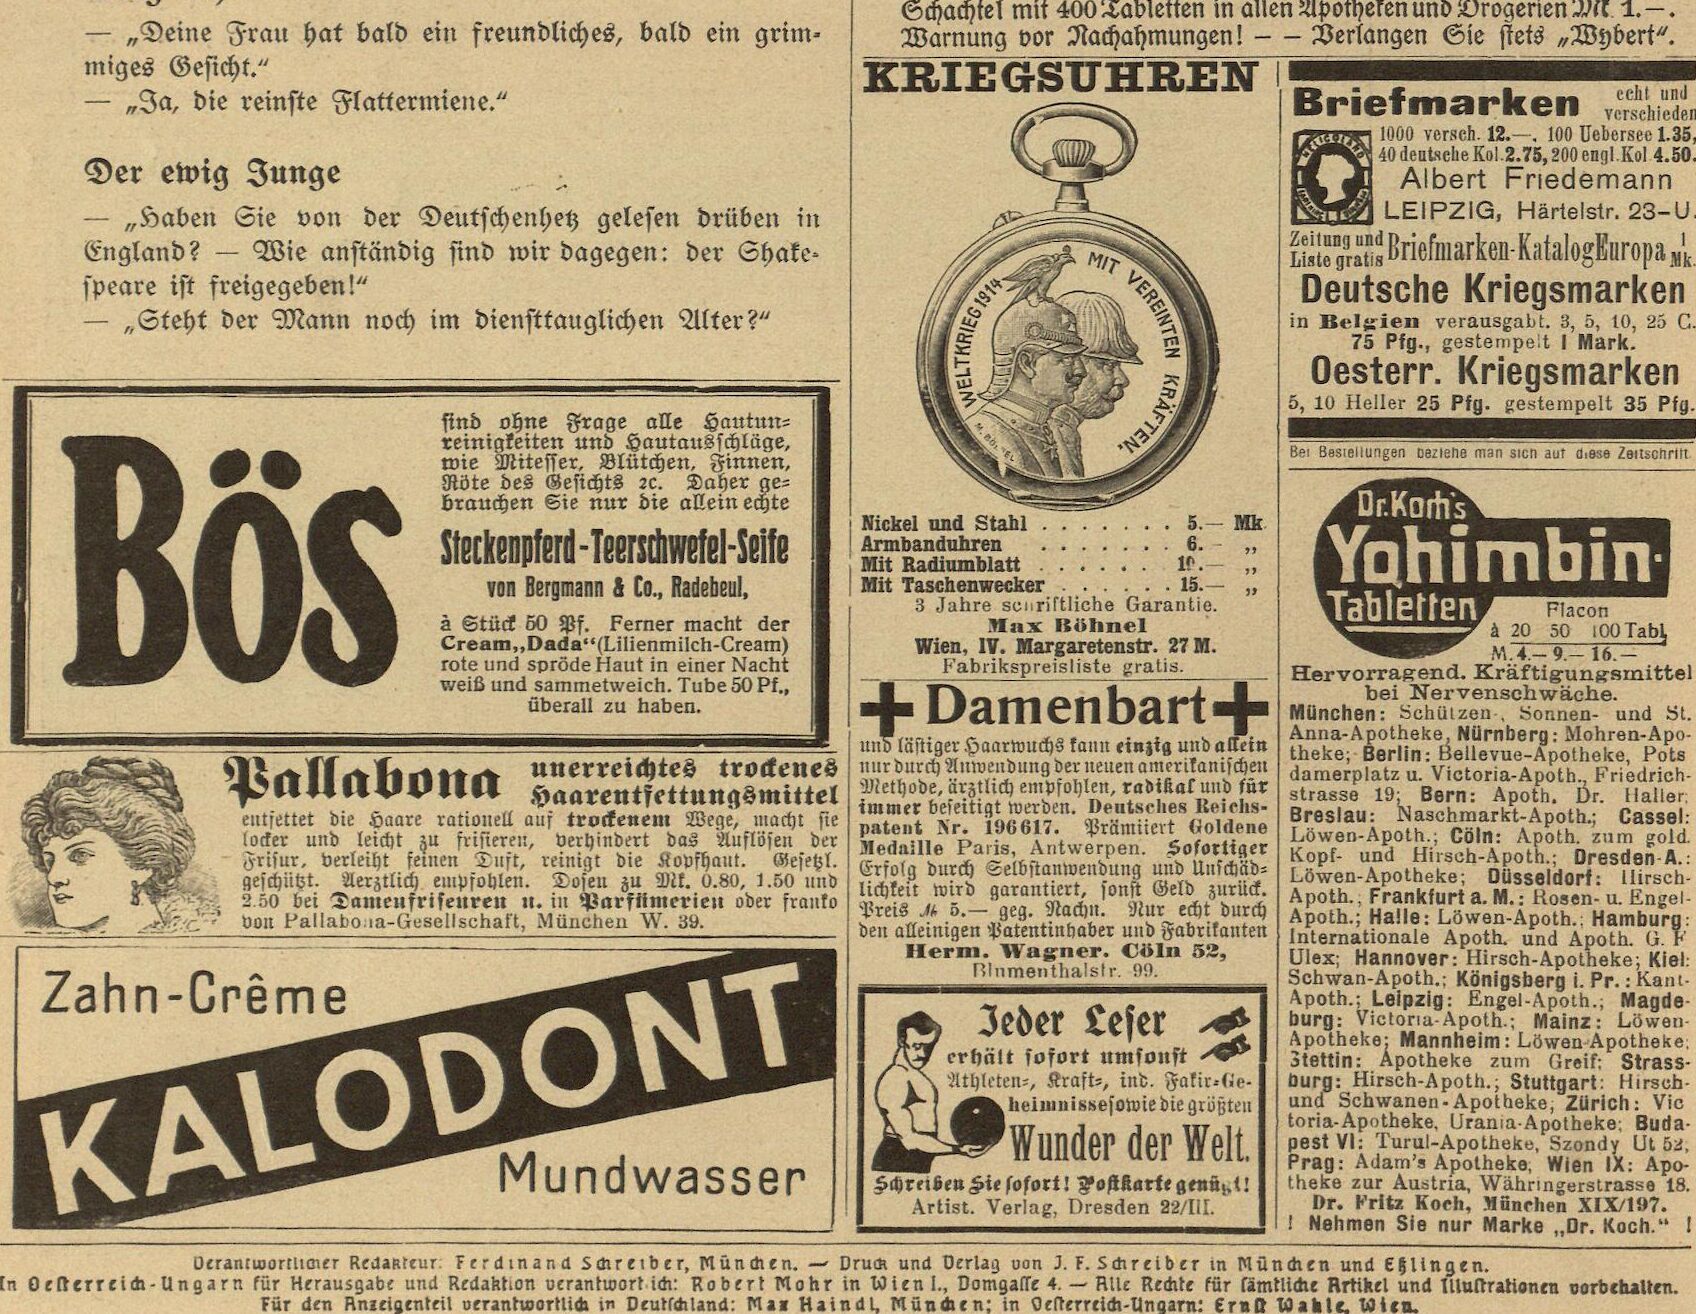 — „Deine Frau hat bald ein freundliches, bald ein grim-
miges Gesicht.“
— „Ja, die reinste Flattermiene.“
Der ewig Junge
— „Haben Sie von der Deutschenhetz gelesen drüben in
England? — Wie anständig sind wir dagegen: der Shake-
speare ist freigegeben!“
— „Steht der Mann noch im diensttauglichen Alter?“
Bös
sind ohne Frage alle Hautun-
reinigkeiten und Hautausschläge,
wie Mitesser, Blütchen, Finnen,
Röte des Gesichts ꝛc. Daher ge-
brauchen Sie nur die allein echte
Steckenpferd-Teerschwefel-Seife
von Bergmann & Co., Radebeul,
à Stück 50 Pf. Ferner macht der
Cream „Dada“ (Lilienmilch-Cream)
rote und spröde Haut in einer Nacht
weiß und sammetweich. Tube 50 Pf.,
überall zu haben.
Pallabona unerreichtes trockenes
Haarentfettungsmittel
entfettet die Haare rationell auf trockenem Wege, macht sie
locker und leicht zu frisieren, verhindert das Auflösen der
Frisur, verleiht feinen Duft, reinigt die Kopfhaut. Gesetzl.
geschützt. Aerztlich empfohlen. Dosen zu Mk. 0.80, 1.50 und
2.50 bei Damenfriseuren u. in Parfümerien oder franko
von Pallabona-Gesellschaft, München W. 39.
Zahn-Crême
KALODONT
Mundwasser
Schachtel mit 400 Tabletten in allen Apotheken und Drogerien Mk. 1.—.
Warnung vor Nachahmungen! — — Verlangen Sie stets „Wybert“.
KRIEGSUHREN
WELTKRIEG 1914 MIT VEREINTEN KRÄFTEN.
Nickel und Stahl . . . . . . . 5.— Mk.
Armbanduhren . . . . . . . 6.— „
Mit Radiumblatt . . . . . . 10.— „
Mit Taschenwecker . . . . . 15.— „
3 Jahre schriftliche Garantie.
Max Böhnel
Wien, IV. Margaretenstr. 27 M.
Fabrikspreisliste gratis.
Damenbart
und lästiger Haarwuchs kann einzig und allein
nur durch Anwendung der neuen amerikanischen
Methode, ärztlich empfohlen, radikal und für
immer beseitigt werden. Deutsches Reichs-
patent Nr. 196617. Prämiiert Goldene
Medaille Paris, Antwerpen. Sofortiger
Erfolg durch Selbstanwendung und Unschäd-
lichkeit wird garantiert, sonst Geld zurück.
Preis ℳ 5.— geg. Nachn. Nur echt durch
den alleinigen Patentinhaber und Fabrikanten
Herm. Wagner. Cöln 52,
Blumenthalstr. 99.
Jeder Leser
erhält sofort umsonst
Athleten-, Kraft-, ind. Fakir-Ge-
heimnisse sowie die größten
Wunder der Welt.
Schreiben Sie sofort! Postkarte genügt!
Artist. Verlag, Dresden 22/III.
Briefmarken echt und
verschieden
1000 versch. 12.—, 100 Uebersee 1.35,
40 deutsche Kol. 2.75, 200 engl. Kol. 4.50.
HELIGOLAND
Albert Friedemann
LEIPZIG, Härtelstr. 23-U.
Zeitung und
Liste gratis Briefmarken-Katalog Europa 1 Mk.
Deutsche Kriegsmarken
in Belgien verausgabt. 3, 5, 10, 25 C.
75 Pfg., gestempelt 1 Mark.
Oesterr. Kriegsmarken
5, 10 Heller 25 Pfg. gestempelt 35 Pfg.
Bei Bestellungen beziehe man sich auf diese Zeitschrift.
Dr. Koch's
Yohimbin-
Tabletten
Flacon
à 20 50 100 Tabl.
M. 4.— 9.— 16.—
Hervorragend. Kräftigungsmittel
bei Nervenschwäche.
München: Schützen-, Sonnen- und St.
Anna-Apotheke, Nürnberg: Mohren-Apo-
theke; Berlin: Bellevue-Apotheke, Pots
damerplatz u. Victoria-Apoth., Friedrich-
strasse 19; Bern: Apoth. Dr. Haller;
Breslau: Naschmarkt-Apoth.; Cassel:
Löwen-Apoth.; Cöln: Apoth. zum gold.
Kopf- und Hirsch-Apoth.; Dresden-A.:
Löwen-Apotheke; Düsseldorf: Hirsch-
Apoth.; Frankfurt a. M.: Rosen- u. Engel-
Apoth.; Halle: Löwen-Apoth.; Hamburg:
Internationale Apoth. und Apoth. G. F
Ulex; Hannover: Hirsch-Apotheke; Kiel:
Schwan-Apoth.; Königsberg i. Pr.: Kant-
Apoth.; Leipzig: Engel-Apoth.; Magde-
burg: Victoria-Apoth.; Mainz: Löwen-
Apotheke; Mannheim: Löwen-Apotheke;
Stettin: Apotheke zum Greif; Strass-
burg: Hirsch-Apoth.; Stuttgart: Hirsch-
und Schwanen-Apotheke; Zürich: Vic
toria-Apotheke, Urania-Apotheke; Buda-
pest VI: Turul-Apotheke, Szondy Ut 52;
Prag: Adam's Apotheke; Wien IX: Apo-
theke zur Austria, Währingerstrasse 18.
Dr. Fritz Koch, München XIX/197.
! Nehmen Sie nur Marke „Dr. Koch.“ !
Verantwortlicher Redakteur: Ferdinand Schreiber, München. — Druck und Verlag von J. F. Schreiber in München und Eßlingen.
In Oesterreich-Ungarn für Herausgabe und Redaktion verantwortlich: Robert Mohr in Wien I., Domgasse 4. — Alle Rechte für sämtliche Artikel und Illustrationen vorbehalten.
Für den Anzeigenteil verantwortlich in Deutschland: Max Haindl, München; in Oesterreich-Ungarn: Ernst Wahle, Wien.